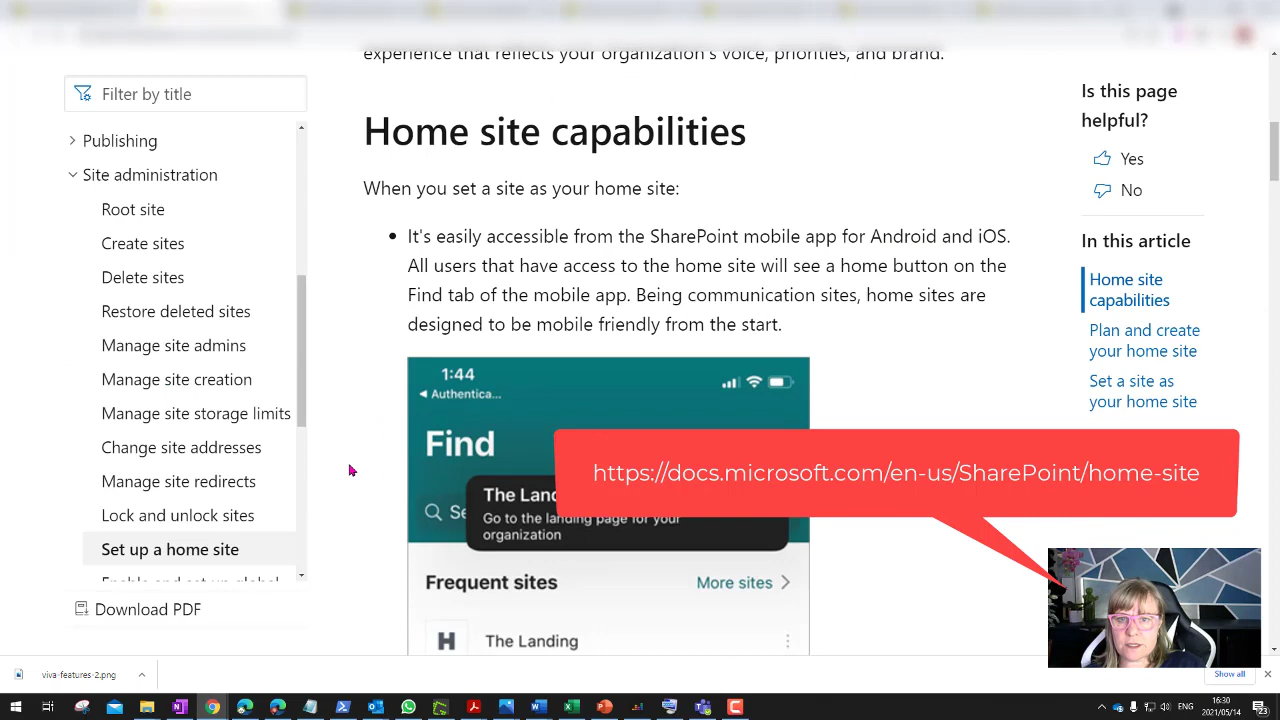 experience that reflects your organization's voice, priorities, and brand.
Filter by title
Publishing
Site administration
Root site
Create sites
Delete sites
Restore deleted sites
Manage site admins
Manage site creation
Manage site storage limits
Change site addresses
Manage site redirects
Lock and unlock sites
Set up a home site
Enable and set up global
Download PDF
Home site capabilities
When you set a site as your home site:
• It's easily accessible from the SharePoint mobile app for Android and iOS.
All users that have access to the home site will see a home button on the
Find tab of the mobile app. Being communication sites, home sites are
designed to be mobile friendly from the start.
1:44
Authentica...
Find
Se
The Land
Go to the landing page for your
organization
Frequent sites
More sites
H
The Landing
https://docs.microsoft.com/en-us/SharePoint/home-site
Is this page
helpful?
Yes
No
In this article
Home site
capabilities
Plan and create
your home site
Set a site as
your home site
viva-features-2.png
Show all
16:30
2021/05/14
23